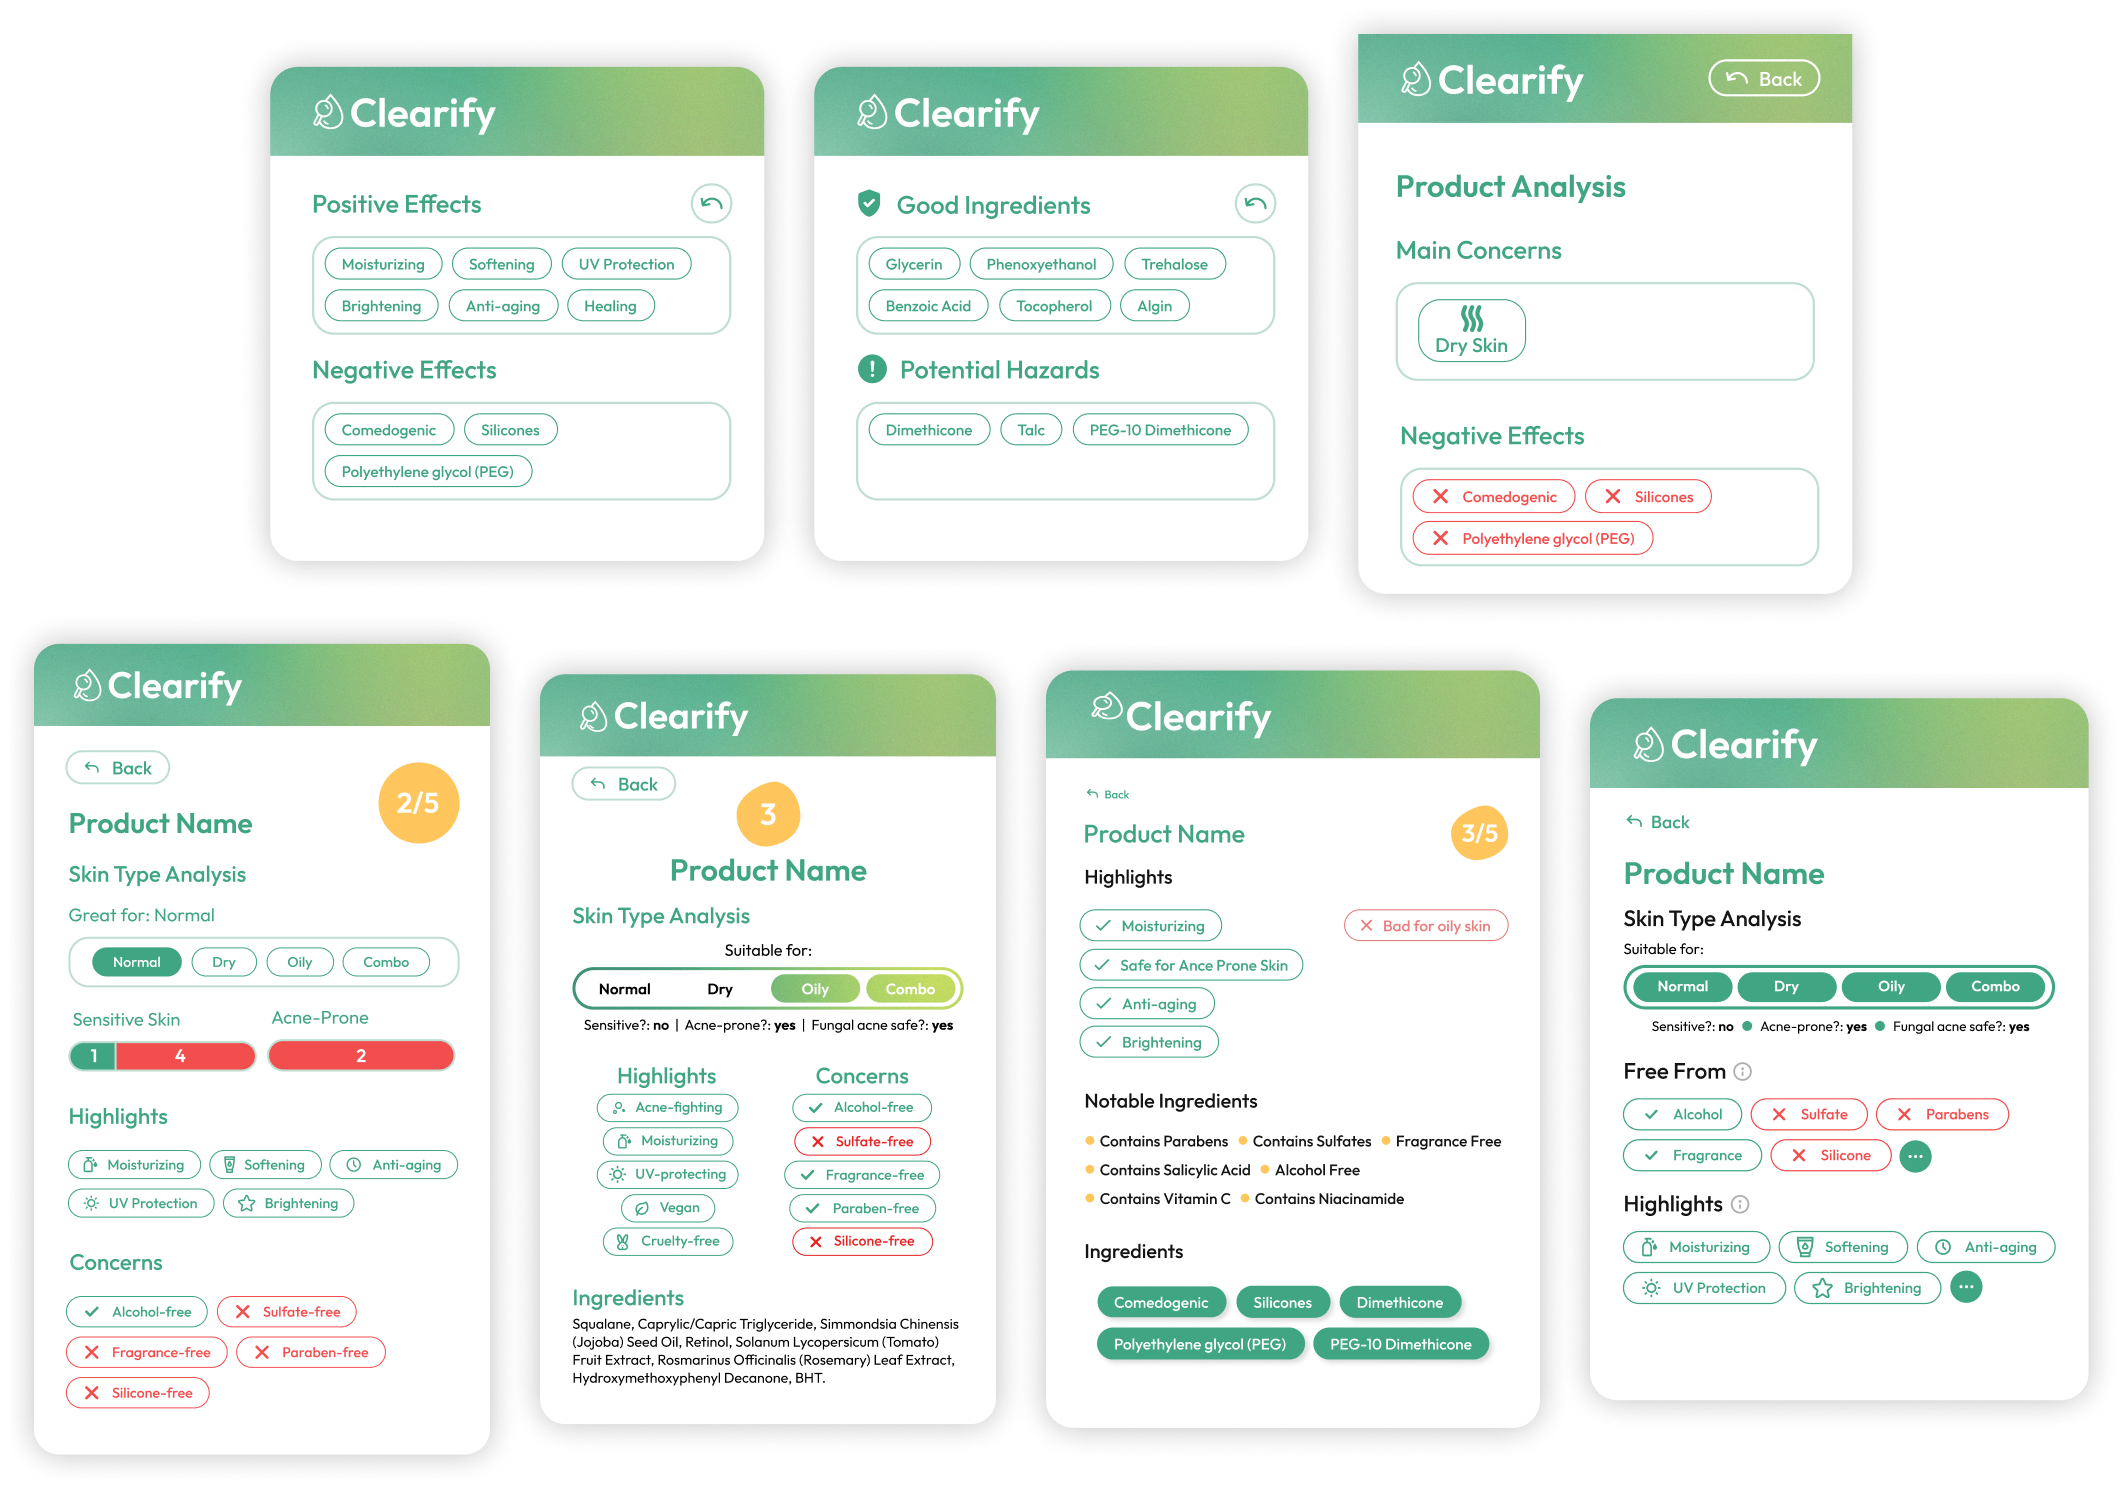 Clearify
Positive Effects
Moisturizing Softening UV Protection
Brightening Anti-aging Healing
Negative Effects
Comedogenic Silicones
Polyethylene glycol (PEG)
Clearify
Good Ingredients
Glycerin Phenoxyethanol Trehalose
Benzoic Acid Tocopherol Algin
! Potential Hazards
Dimethicone Talc PEG-10 Dimethicone
Clearify Back
Product Analysis
Main Concerns
Dry Skin
Negative Effects
Comedogenic Silicones
Polyethylene glycol (PEG)
Clearify
Back
2/5
Product Name
Skin Type Analysis
Great for: Normal
Normal Dry Oily Combo
Sensitive Skin Acne-Prone
1 4 2
Highlights
Moisturizing Softening Anti-aging
UV Protection Brightening
Concerns
Alcohol-free Sulfate-free
Fragrance-free Paraben-free
Silicone-free
Clearify
Back
3
Product Name
Skin Type Analysis
Suitable for:
Normal Dry Oily Combo
Sensitive?: no | Acne-prone?: yes | Fungal acne safe?: yes
Highlights Concerns
Acne-fighting Alcohol-free
Moisturizing Sulfate-free
UV-protecting Fragrance-free
Vegan Paraben-free
Cruelty-free Silicone-free
Ingredients
Squalane, Caprylic/Capric Triglyceride, Simmondsia Chinensis
(Jojoba) Seed Oil, Retinol, Solanum Lycopersicum (Tomato)
Fruit Extract, Rosmarinus Officinalis (Rosemary) Leaf Extract,
Hydroxymethoxyphenyl Decanone, BHT.
Clearify
Back
Product Name 3/5
Highlights
Moisturizing Bad for oily skin
Safe for Ance Prone Skin
Anti-aging
Brightening
Notable Ingredients
Contains Parabens Contains Sulfates Fragrance Free
Contains Salicylic Acid Alcohol Free
Contains Vitamin C Contains Niacinamide
Ingredients
Comedogenic Silicones Dimethicone
Polyethylene glycol (PEG) PEG-10 Dimethicone
Clearify
Back
Product Name
Skin Type Analysis
Suitable for:
Normal Dry Oily Combo
Sensitive?: no Acne-prone?: yes Fungal acne safe?: yes
Free From
Alcohol Sulfate Parabens
Fragrance Silicone ...
Highlights
Moisturizing Softening Anti-aging
UV Protection Brightening ...